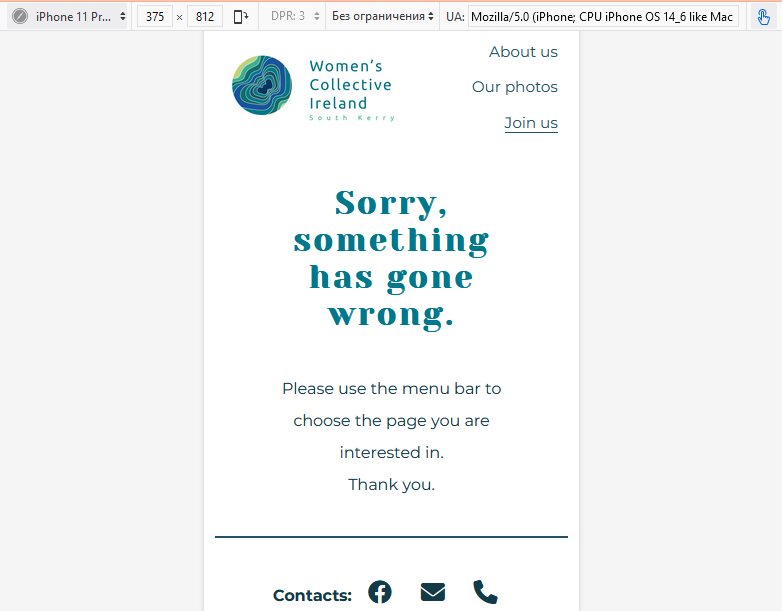 iPhone 11 Pr... 375 × 812 DPR: 3 Без ограничения UA: Mozilla/5.0 (iPhone; CPU iPhone OS 14_6 like Mac
Women's
Collective
Ireland
South Kerry
About us
Our photos
Join us
Sorry,
something
has gone
wrong.
Please use the menu bar to
choose the page you are
interested in.
Thank you.
Contacts: